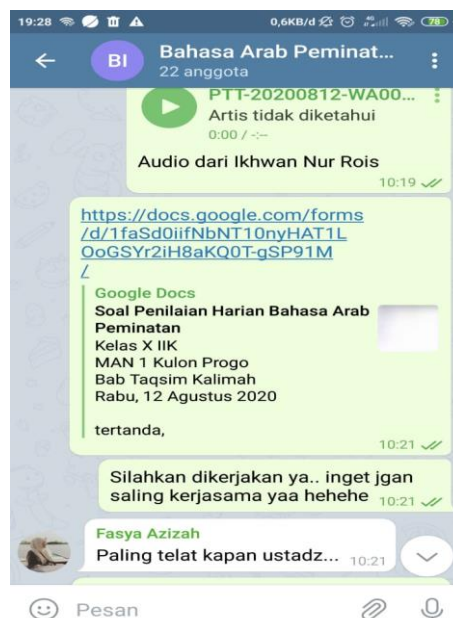 19:28 0,6KB/d 78
BI Bahasa Arab Peminat...
22 anggota
PTT-20200812-WA00...
Artis tidak diketahui
0:00 / -:--
Audio dari Ikhwan Nur Rois
10:19
https://docs.google.com/forms
/d/1faSd0iifNbNT10nyHAT1L
OoGSYr2iH8aKQ0T-gSP91M
/
Google Docs
Soal Penilaian Harian Bahasa Arab
Peminatan
Kelas X IIK
MAN 1 Kulon Progo
Bab Taqsim Kalimah
Rabu, 12 Agustus 2020
tertanda,
10:21
Silahkan dikerjakan ya.. inget jgan
saling kerjasama yaa hehehe 10:21
Fasya Azizah
Paling telat kapan ustadz... 10:21
Pesan